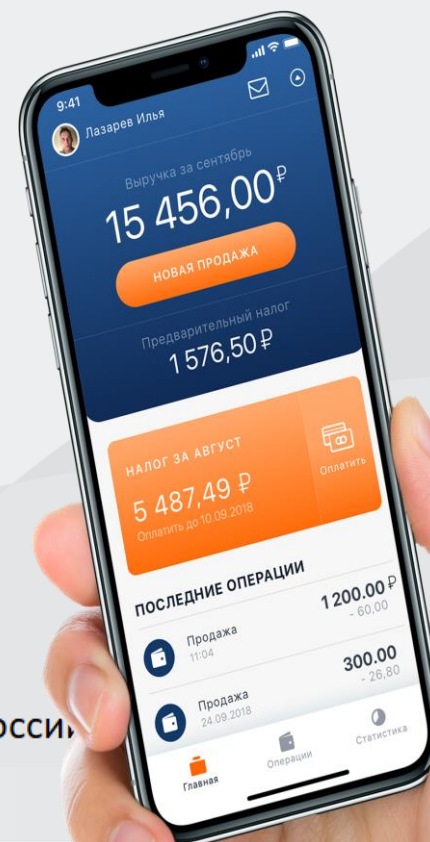 9:41
Лазарев Илья
Выручка за сентябрь
15 456,00 ₽
НОВАЯ ПРОДАЖА
Предварительный налог
1 576,50 ₽
НАЛОГ ЗА АВГУСТ
5 487,49 ₽
Оплатить до 10.09.2018
Оплатить
ПОСЛЕДНИЕ ОПЕРАЦИИ
Продажа
1 200.00 ₽
11:04
- 60,00
Продажа
300.00
24.09.2018
- 26,80
Главная
Операции
Статистика